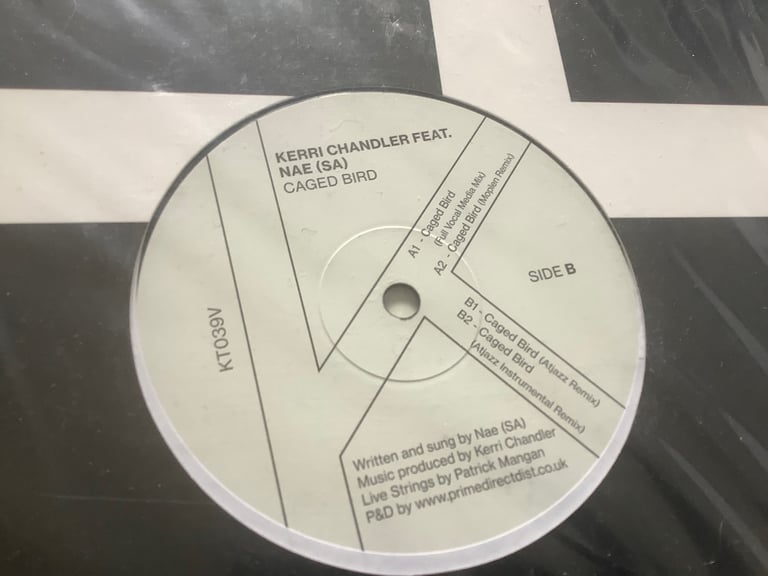 KERRI CHANDLER FEAT.
NAE (SA)
CAGED BIRD
A1 - Caged Bird
(Full Vocal Media Mix)
A2 - Caged Bird (Moplen Remix)
SIDE B
B1 - Caged Bird (Atjazz Remix)
B2 - Caged Bird
(Atjazz Instrumental Remix)
KT039V
Written and sung by Nae (SA)
Music produced by Kerri Chandler
Live Strings by Patrick Mangan
P&D by www.primedirectdist.co.uk